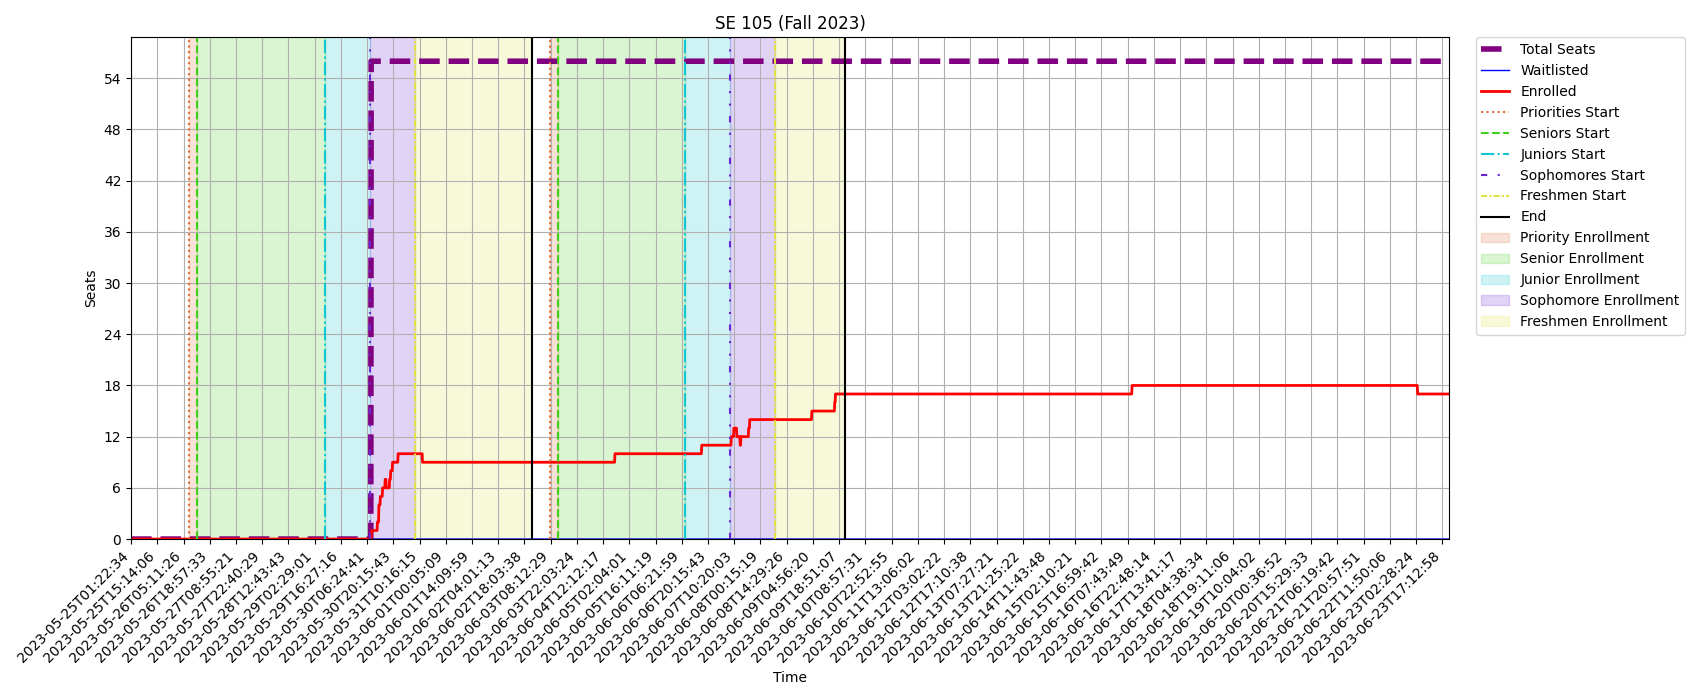 SE 105 (Fall 2023)
Seats
54
48
42
36
30
24
18
12
6
0
2023-05-25T01:22:34
2023-05-25T15:14:06
2023-05-26T05:11:26
2023-05-26T18:57:33
2023-05-27T08:55:21
2023-05-27T22:40:29
2023-05-28T12:43:43
2023-05-29T02:29:01
2023-05-29T16:27:16
2023-05-30T06:24:41
2023-05-30T20:15:43
2023-05-31T10:16:15
2023-06-01T00:05:09
2023-06-01T14:09:59
2023-06-02T04:01:13
2023-06-02T18:03:38
2023-06-03T08:12:29
2023-06-03T22:03:24
2023-06-04T12:12:17
2023-06-05T02:04:01
2023-06-05T16:11:19
2023-06-06T06:21:59
2023-06-06T20:15:43
2023-06-07T10:20:03
2023-06-08T00:15:19
2023-06-08T14:29:26
2023-06-09T04:56:20
2023-06-09T18:51:07
2023-06-10T08:57:31
2023-06-10T22:52:55
2023-06-11T13:06:02
2023-06-12T03:02:22
2023-06-12T17:10:38
2023-06-13T07:27:21
2023-06-13T21:25:22
2023-06-14T11:43:48
2023-06-15T02:10:21
2023-06-15T16:59:42
2023-06-16T07:43:49
2023-06-16T22:48:14
2023-06-17T13:41:17
2023-06-18T04:38:34
2023-06-18T19:11:06
2023-06-19T10:04:02
2023-06-20T00:36:52
2023-06-20T15:29:33
2023-06-21T06:19:42
2023-06-21T20:57:51
2023-06-22T11:50:06
2023-06-23T02:28:24
2023-06-23T17:12:58
Time
Total Seats
Waitlisted
Enrolled
Priorities Start
Seniors Start
Juniors Start
Sophomores Start
Freshmen Start
End
Priority Enrollment
Senior Enrollment
Junior Enrollment
Sophomore Enrollment
Freshmen Enrollment